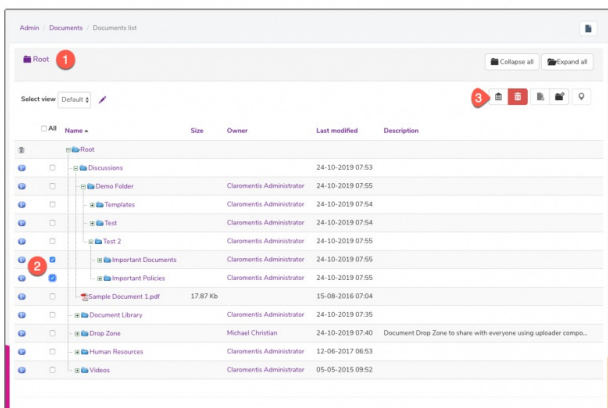 Admin / Documents / Documents list
Root 1
Collapse all Expand all
Select view Default 3
All Name Size Owner Last modified Description
Root
Discussions 24-10-2019 07:53
Demo Folder Claromentis Administrator 24-10-2019 07:55
Templates Claromentis Administrator 24-10-2019 07:54
Test Claromentis Administrator 24-10-2019 07:54
Test 2 Claromentis Administrator 24-10-2019 07:55
2 Important Documents Claromentis Administrator 24-10-2019 07:55
Important Policies Claromentis Administrator 24-10-2019 07:55
Sample Document 1.pdf 17,87 Kb 15-08-2016 07:04
Document Library Claromentis Administrator 24-10-2019 07:35
Drop Zone Michael Christian 24-10-2019 07:40 Document Drop Zone to share with everyone using uploader compo...
Human Resources Claromentis Administrator 12-06-2017 06:53
Videos Claromentis Administrator 05-05-2015 09:52